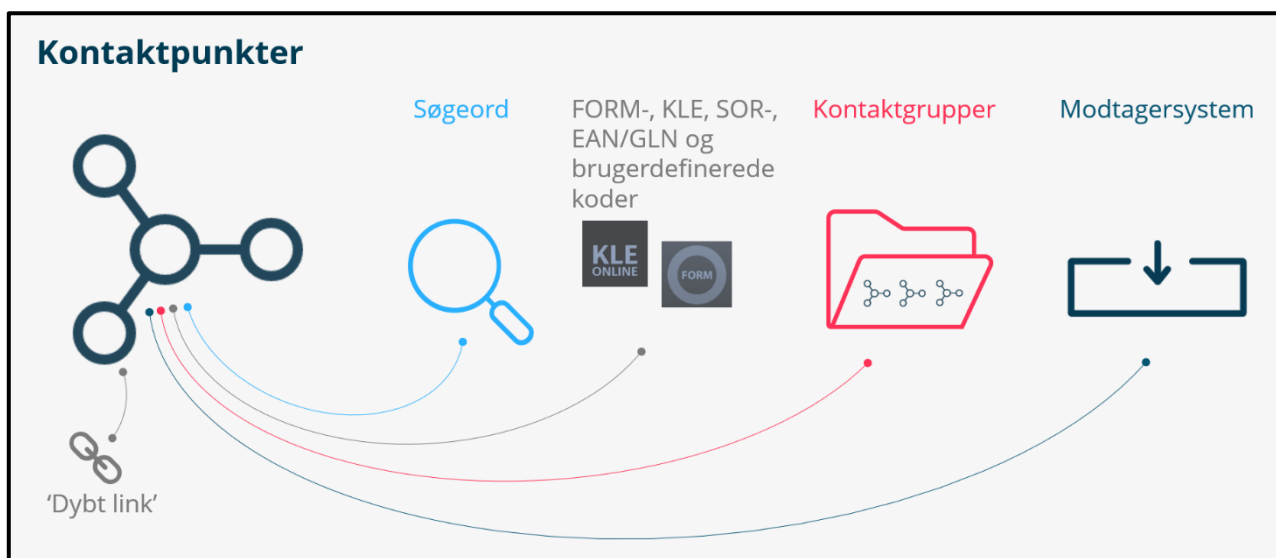 Kontaktpunkter
Søgeord
FORM-, KLE, SOR-,
EAN/GLN og
brugerdefinerede
koder
Kontaktgrupper
Modtagersystem
KLE
ONLINE
FORM
‘Dybt link’